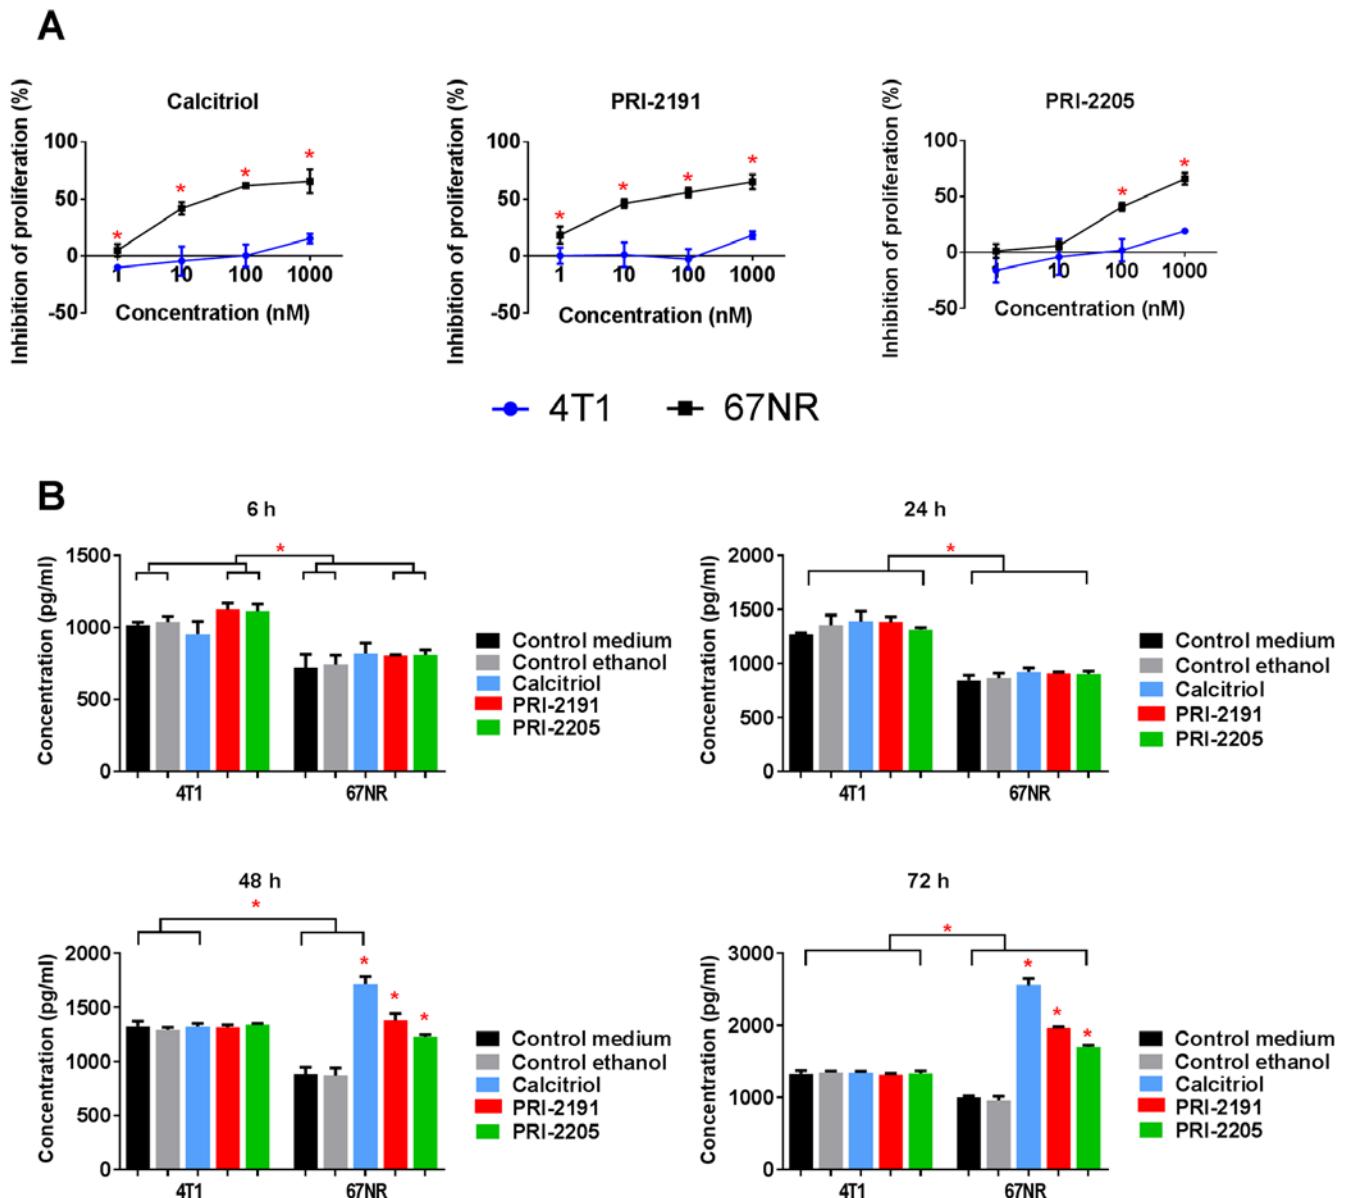 A
Calcitriol
PRI-2191
PRI-2205
Inhibition of proliferation (%)
100
50
0
-50
1
10
100
1000
Concentration (nM)
Inhibition of proliferation (%)
100
50
0
-50
1
10
100
1000
Concentration (nM)
Inhibition of proliferation (%)
100
50
0
-50
10
100
1000
Concentration (nM)
* * * *
* * * *
* *
4T1
67NR
B
6 h
*
Concentration (pg/ml)
1500
1000
500
0
4T1
67NR
Control medium
Control ethanol
Calcitriol
PRI-2191
PRI-2205
24 h
*
Concentration (pg/ml)
2000
1500
1000
500
0
4T1
67NR
Control medium
Control ethanol
Calcitriol
PRI-2191
PRI-2205
48 h
*
* * *
Concentration (pg/ml)
2000
1500
1000
500
0
4T1
67NR
Control medium
Control ethanol
Calcitriol
PRI-2191
PRI-2205
72 h
*
* * *
Concentration (pg/ml)
3000
2000
1000
0
4T1
67NR
Control medium
Control ethanol
Calcitriol
PRI-2191
PRI-2205